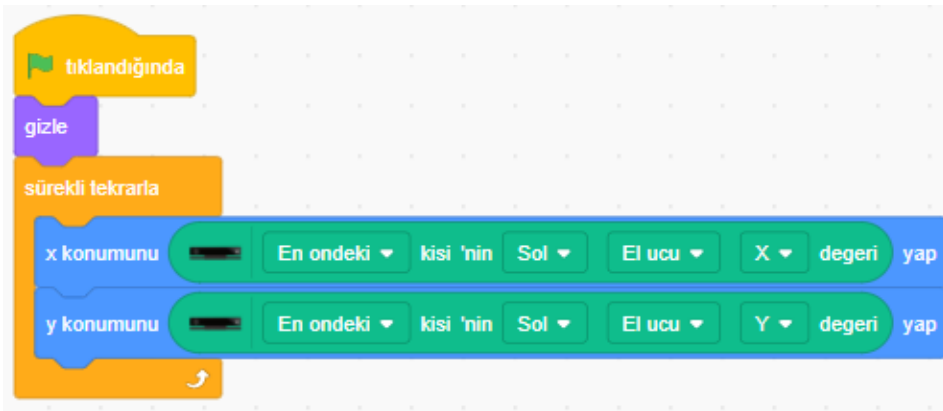 tıklandığında
gizle
sürekli tekrarla
x konumunu En ondeki kisi 'nin Sol El ucu X degeri yap
y konumunu En ondeki kisi 'nin Sol El ucu Y degeri yap